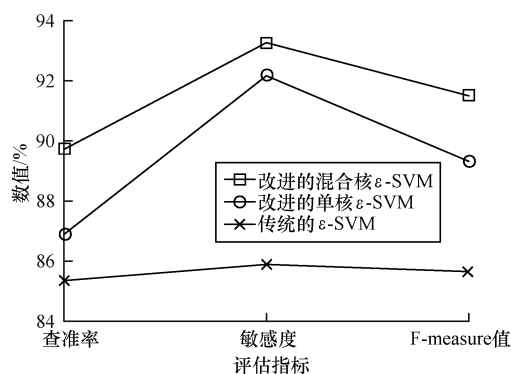 94
92
90
88
86
84
数值/%
改进的混合核ε-SVM
改进的单核ε-SVM
传统的ε-SVM
查准率
敏感度
F-measure值
评估指标